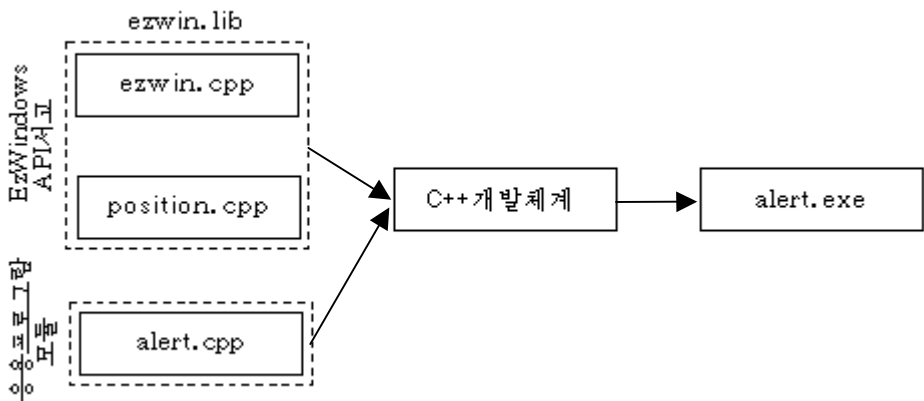 ezwin.lib
EzWindows
API서고
ezwin.cpp
position.cpp
C++개발체계
alert.exe
응용프로그람
모듈
alert.cpp